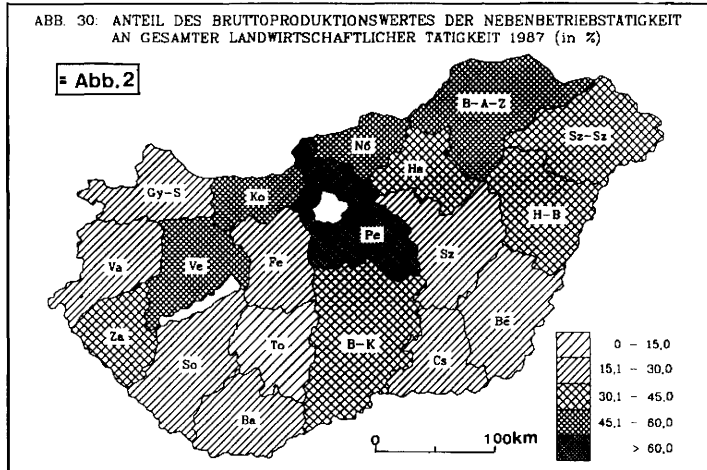 ABB. 30: ANTEIL DES BRUTTOPRODUKTIONSWERTES DER NEBENBETRIEBSTÄTIGKEIT
AN GESAMTER LANDWIRTSCHAFTLICHER TÄTIGKEIT 1987 (in %)
= Abb.2
B-A-Z
Sz-Sz
Nó
He
Gy-S
Ko
H-B
Pe
Va
Ve
Fe
Sz
Za
So
To
B-K
Cs
Bé
Ba
0 - 15,0
15,1 - 30,0
30,1 - 45,0
45,1 - 60,0
> 60,0
0 100km